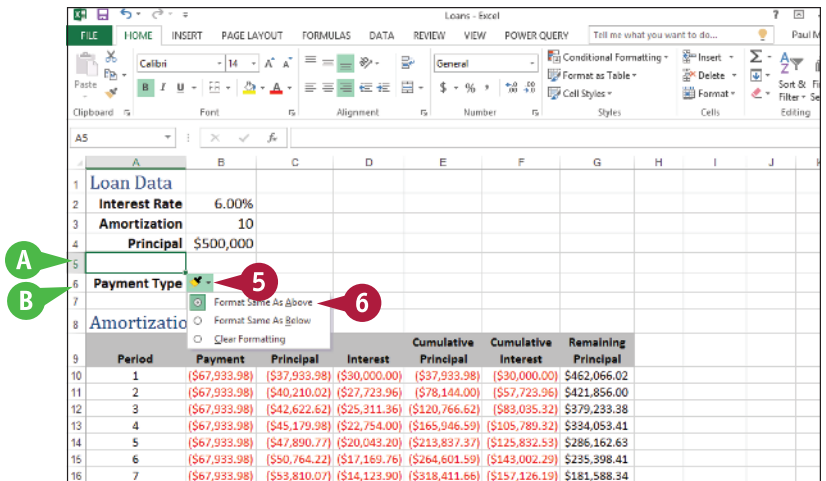 Loans - Excel
FILE HOME INSERT PAGE LAYOUT FORMULAS DATA REVIEW VIEW POWER QUERY Tell me what you want to do... Paul M
Calibri 14 General Conditional Formatting Insert
Paste B I U $ % Format as Table Delete Sort & Fi
Cell Styles Format Filter Se
Clipboard Font Alignment Number Styles Cells Editing
A5 fx
A B C D E F G H I J K
1 Loan Data
2 Interest Rate 6.00%
3 Amortization 10
4 Principal $500,000
A 5
B 6 Payment Type 5
7 Format Same As Above 6
8 Amortizatio Format Same As Below
Clear Formatting
Cumulative Cumulative Remaining
9 Period Payment Principal Interest Principal Interest Principal
10 1 ($67,933.98) ($37,933.98) ($30,000.00) ($37,933.98) ($30,000.00) $462,066.02
11 2 ($67,933.98) ($40,210.02) ($27,723.96) ($78,144.00) ($57,723.96) $421,856.00
12 3 ($67,933.98) ($42,622.62) ($25,311.36) ($120,766.62) ($83,035.32) $379,233.38
13 4 ($67,933.98) ($45,179.98) ($22,754.00) ($165,946.59) ($105,789.32) $334,053.41
14 5 ($67,933.98) ($47,890.77) ($20,043.20) ($213,837.37) ($125,832.53) $286,162.63
15 6 ($67,933.98) ($50,764.22) ($17,169.76) ($264,601.59) ($143,002.29) $235,398.41
16 7 ($67,933.98) ($53,810.07) ($14,123.90) ($318,411.66) ($157,126.19) $181,588.34